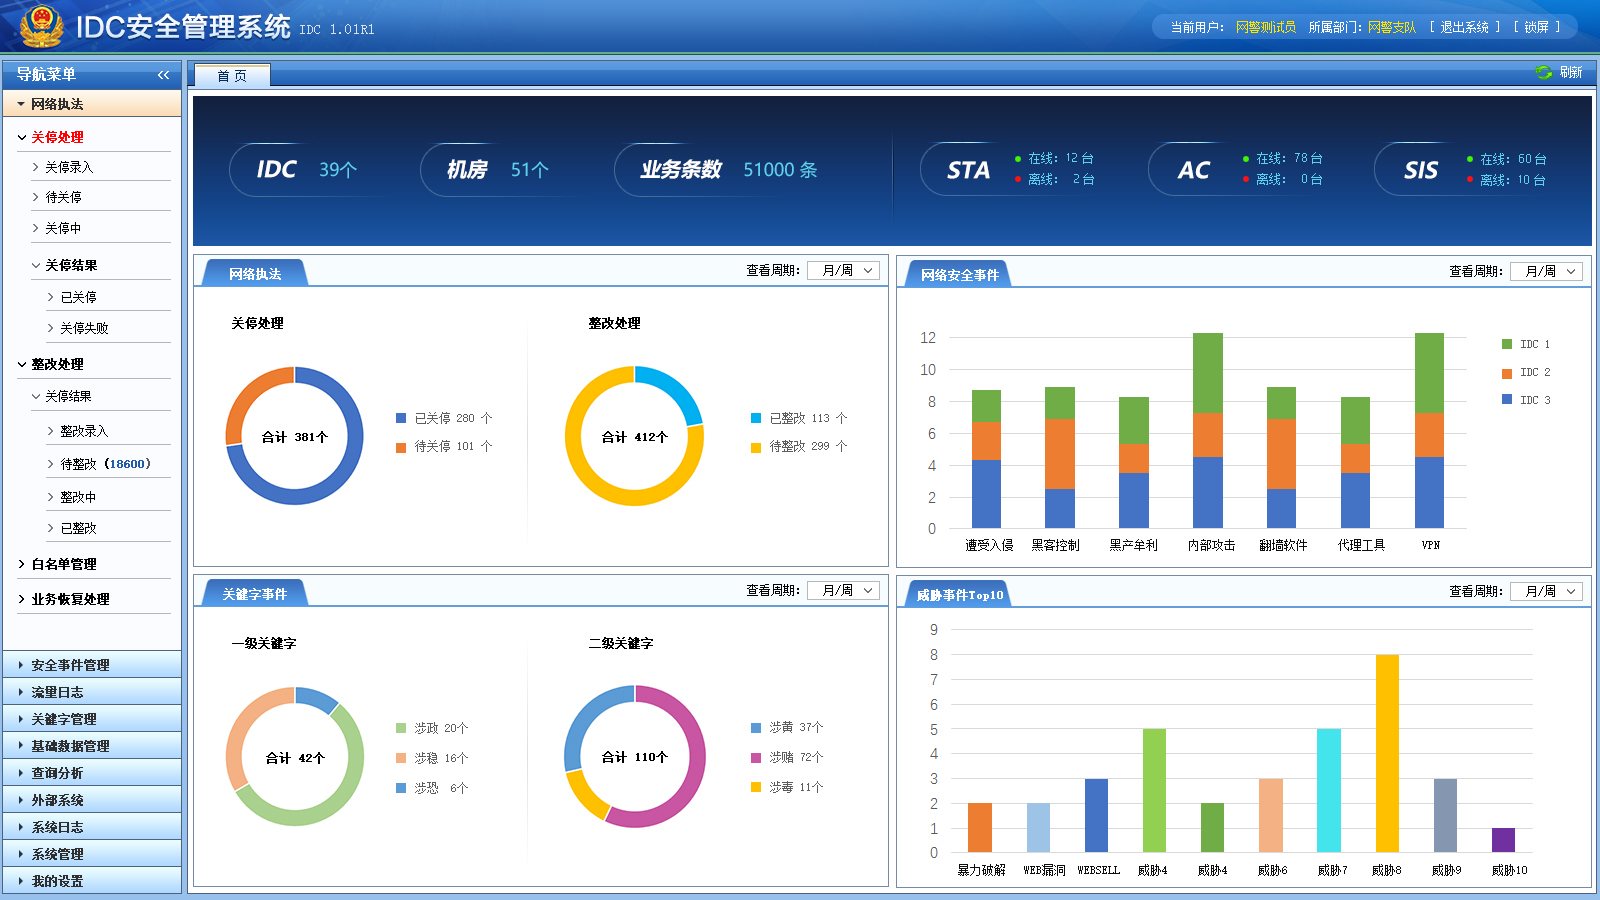 IDC安全管理系统 IDC 1.01R1
当前用户： 网警测试员 所属部门：网警支队 [ 退出系统 ] [ 锁屏 ]
导航菜单 «
首 页
刷新
网络执法
关停处理
关停录入
待关停
关停中
关停结果
已关停
关停失败
整改处理
关停结果
整改录入
待整改（18600）
整改中
已整改
白名单管理
业务恢复处理
安全事件管理
流量日志
关键字管理
基础数据管理
查询分析
外部系统
系统日志
系统管理
我的设置
IDC 39个
机房 51个
业务条数 51000 条
STA 在线：12 台
离线： 2 台
AC 在线：78 台
离线： 0 台
SIS 在线：60 台
离线：10 台
网络执法
查看周期： 月/周
关停处理
合计 381个
已关停 280 个
待关停 101 个
整改处理
合计 412个
已整改 113 个
待整改 299 个
网络安全事件
查看周期： 月/周
12
10
8
6
4
2
0
遭受入侵 黑客控制 黑产牟利 内部攻击 翻墙软件 代理工具 VPN
IDC 1
IDC 2
IDC 3
关键字事件
查看周期： 月/周
一级关键字
合计 42个
涉政 20个
涉稳 16个
涉恐 6个
二级关键字
合计 110个
涉黄 37个
涉赌 72个
涉毒 11个
威胁事件Top10
查看周期： 月/周
9
8
7
6
5
4
3
2
1
0
暴力破解 WEB漏洞 WEBSELL 威胁4 威胁4 威胁6 威胁7 威胁8 威胁9 威胁10